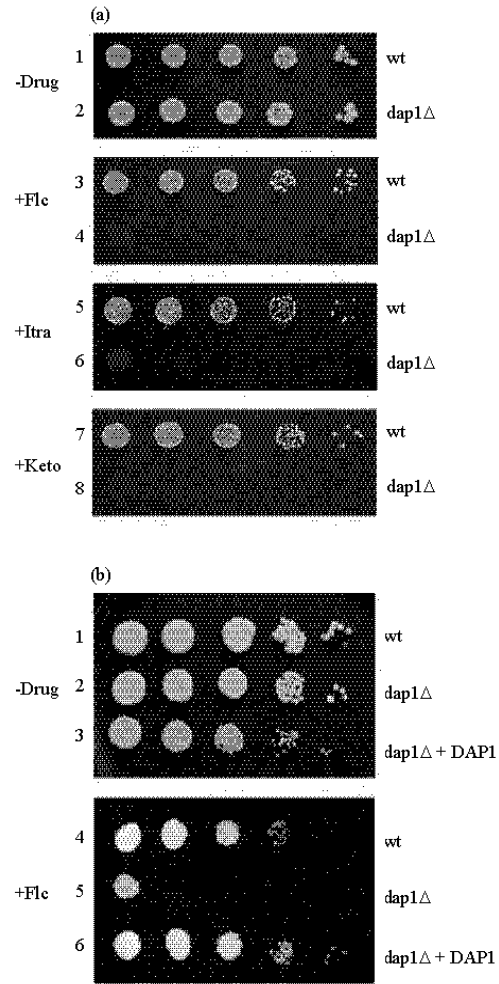 (a)
1 wt
-Drug
2 dap1Δ
3 wt
+Flc
4 dap1Δ
5 wt
+Itra
6 dap1Δ
7 wt
+Keto
8 dap1Δ
(b)
1 wt
-Drug 2 dap1Δ
3 dap1Δ + DAP1
4 wt
+Flc 5 dap1Δ
6 dap1Δ + DAP1